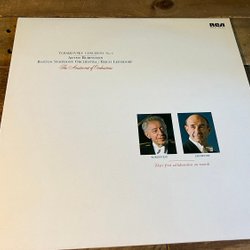 RCA
TCHAIKOVSKY CONCERTO No. 1
ARTUR RUBINSTEIN
BOSTON SYMPHONY ORCHESTRA / ERICH LEINSDORF
The Aristocrat of Orchestras
RUBINSTEIN LEINSDORF
Their first collaboration on records